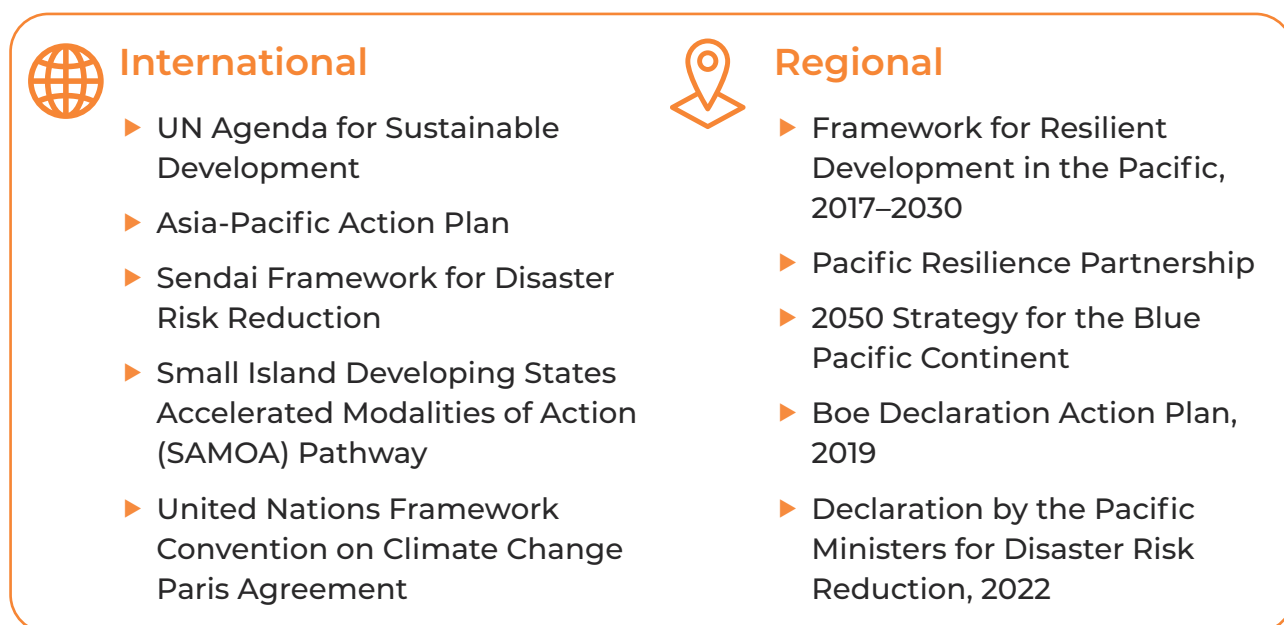 International
UN Agenda for Sustainable
Development
Asia-Pacific Action Plan
Sendai Framework for Disaster
Risk Reduction
Small Island Developing States
Accelerated Modalities of Action
(SAMOA) Pathway
United Nations Framework
Convention on Climate Change
Paris Agreement
Regional
Framework for Resilient
Development in the Pacific,
2017–2030
Pacific Resilience Partnership
2050 Strategy for the Blue
Pacific Continent
Boe Declaration Action Plan,
2019
Declaration by the Pacific
Ministers for Disaster Risk
Reduction, 2022